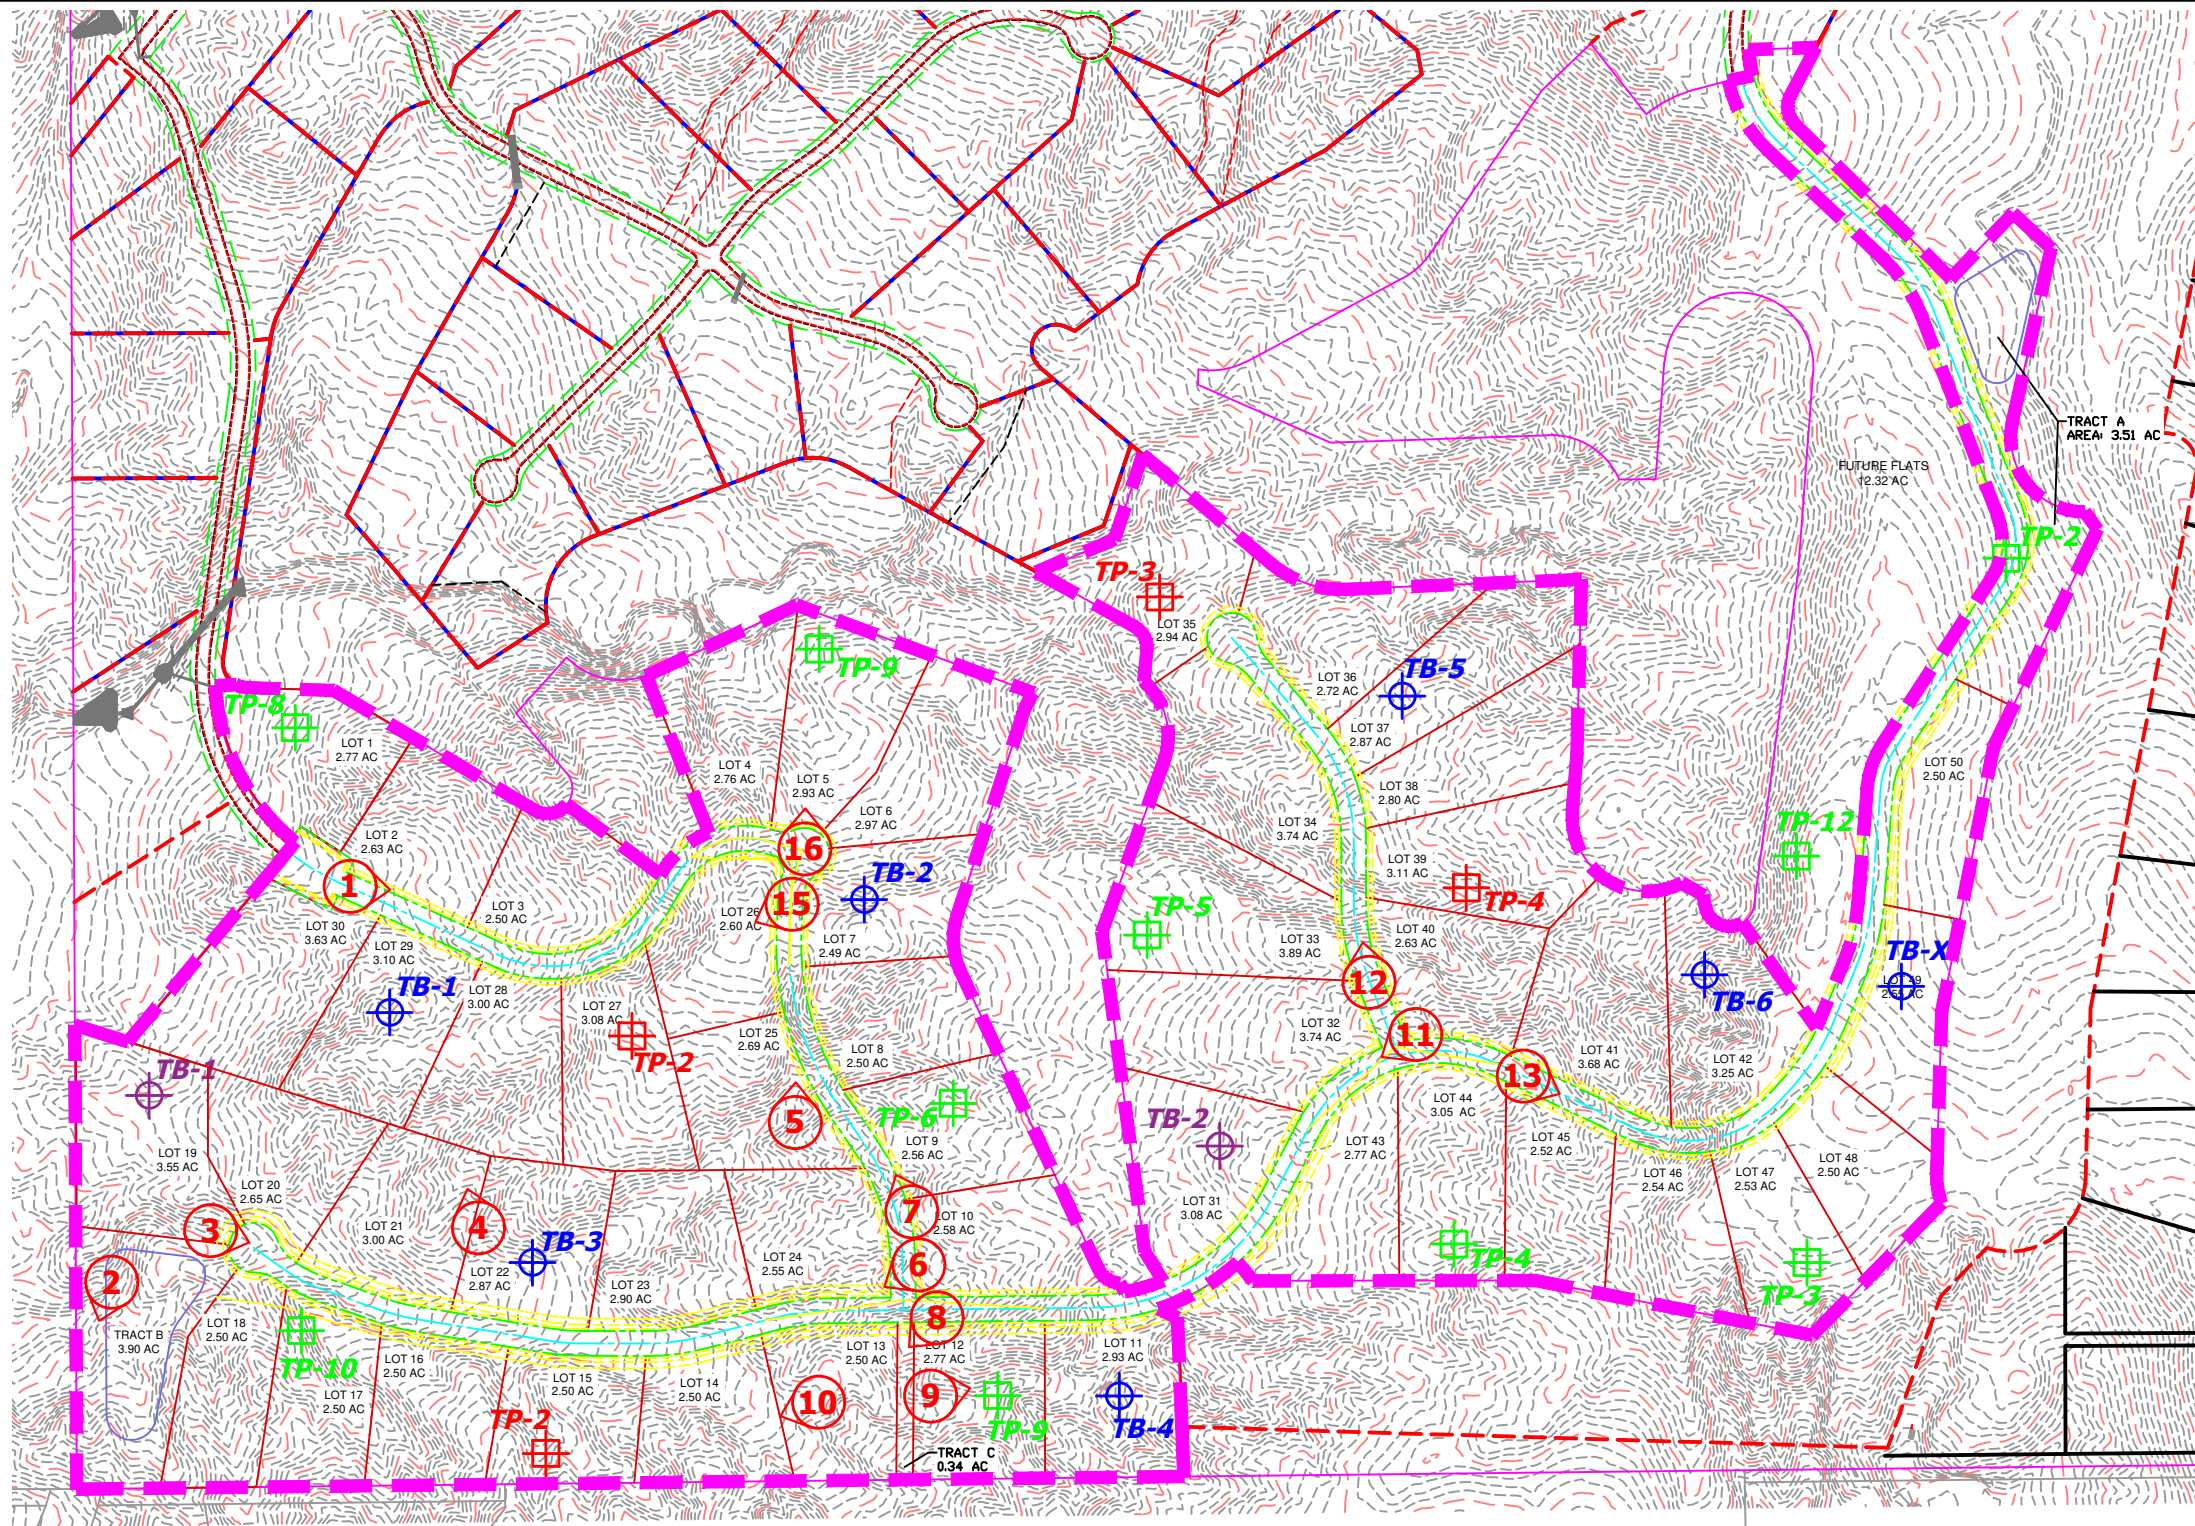 TRACT A
AREA: 3.51 AC
FUTURE FLATS
12.32 AC
TP-2
TP-3
LOT 35
2.94 AC
TP-9
LOT 36
2.72 AC
TB-5
TP-8
LOT 1
2.77 AC
LOT 37
2.87 AC
LOT 4
2.76 AC
LOT 5
2.93 AC
LOT 50
2.50 AC
LOT 38
2.80 AC
LOT 6
2.97 AC
LOT 34
3.74 AC
TP-12
LOT 2
2.63 AC
16
LOT 39
3.11 AC
TB-2
1
TP-4
LOT 3
2.50 AC
LOT 26
2.60 AC
15
TP-5
LOT 30
3.63 AC
LOT 29
3.10 AC
LOT 7
2.49 AC
LOT 33
3.89 AC
LOT 40
2.63 AC
TB-X
TB-1
LOT 28
3.00 AC
12
TB-6
LOT 27
3.08 AC
LOT 32
3.74 AC
11
LOT 25
2.69 AC
TP-2
LOT 8
2.50 AC
LOT 41
3.68 AC
LOT 42
3.25 AC
TB-1
13
LOT 44
3.05 AC
5
TP-6
TB-2
LOT 9
2.56 AC
LOT 43
2.77 AC
LOT 45
2.52 AC
LOT 19
3.55 AC
LOT 48
2.50 AC
LOT 46
2.54 AC
LOT 47
2.53 AC
LOT 20
2.65 AC
LOT 31
3.08 AC
7
LOT 10
2.58 AC
3
LOT 21
3.00 AC
4
TB-3
TP-4
6
LOT 24
2.55 AC
LOT 22
2.87 AC
LOT 23
2.90 AC
2
TP-3
8
LOT 18
2.50 AC
TRACT B
3.90 AC
LOT 13
2.50 AC
LOT 12
2.77 AC
LOT 11
2.93 AC
TP-10
LOT 16
2.50 AC
LOT 15
2.50 AC
LOT 14
2.50 AC
LOT 17
2.50 AC
9
10
TP-2
TP-9
TB-4
TRACT C
0.34 AC